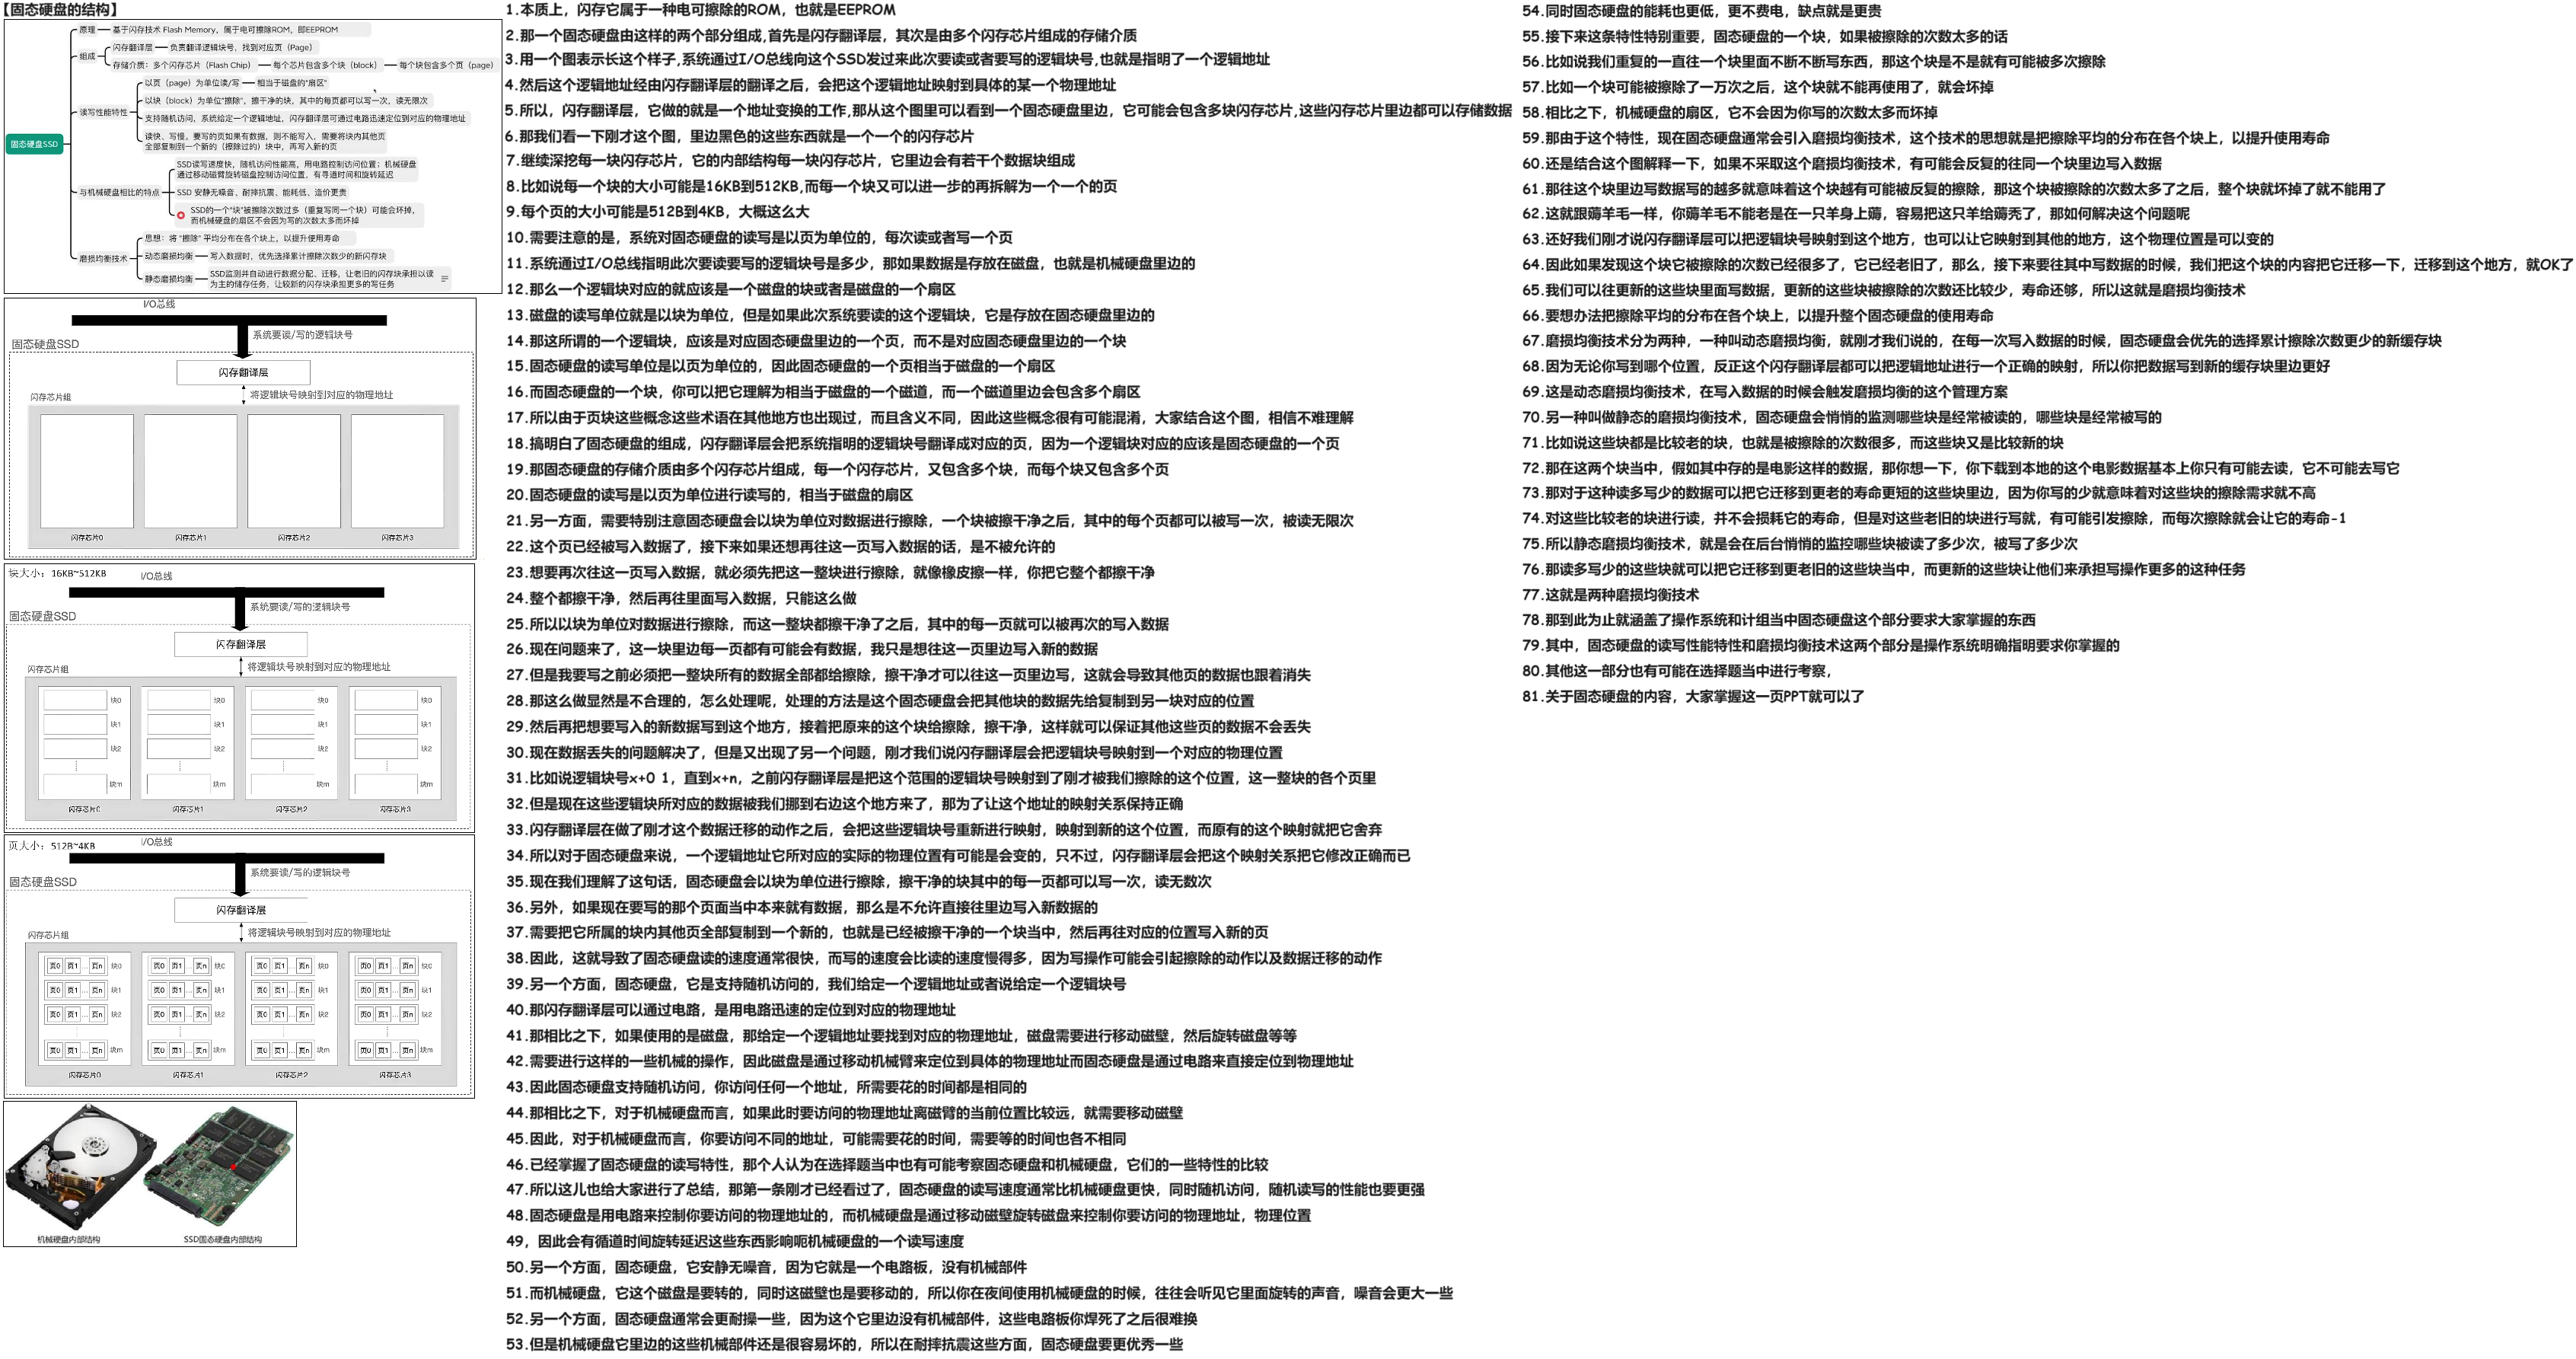 【固态硬盘的结构】
固态硬盘SSD
原理
基于闪存技术 Flash Memory，属于电可擦除ROM，即EEPROM
组成
闪存翻译层
负责翻译逻辑块号，找到对应页（Page）
存储介质：多个闪存芯片（Flash Chip）
每个芯片包含多个块（block）
每个块包含多个页（page）
读写性能特性
以页（page）为单位读/写
相当于磁盘的"扇区"
以块（block）为单位"擦除"，擦干净的块，其中的每页都可以写一次，读无限次
支持随机访问，系统给定一个逻辑地址，闪存翻译层可通过电路迅速定位到对应的物理地址
读快、写慢。要写的页如果有数据，则不能写入，需要将块内其他页
全部复制到一个新的（擦除过的）块中，再写入新的页
与机械硬盘相比的特点
SSD读写速度快，随机访问性能高，用电路控制访问位置；机械硬盘
通过移动磁臂旋转磁盘控制访问位置，有寻道时间和旋转延迟
SSD 安静无噪音、耐摔抗震、能耗低、造价更贵
SSD的一个"块"被擦除次数过多（重复写同一个块）可能会坏掉，
而机械硬盘的扇区不会因为写的次数太多而坏掉
磨损均衡技术
思想：将 "擦除" 平均分布在各个块上，以提升使用寿命
动态磨损均衡
写入数据时，优先选择累计擦除次数少的新闪存块
静态磨损均衡
SSD监测并自动进行数据分配、迁移，让老旧的闪存块承担以读
为主的储存任务，让较新的闪存块承担更多的写任务
I/O总线
系统要读/写的逻辑块号
固态硬盘SSD
闪存翻译层
将逻辑块号映射到对应的物理地址
闪存芯片组
闪存芯片0 闪存芯片1 闪存芯片2 闪存芯片3
块大小：16KB~512KB
I/O总线
系统要读/写的逻辑块号
固态硬盘SSD
闪存翻译层
将逻辑块号映射到对应的物理地址
闪存芯片组
块0 块0 块0 块0
块1 块1 块1 块1
块2 块2 块2 块2
块m 块m 块m 块m
闪存芯片0 闪存芯片1 闪存芯片2 闪存芯片3
页大小：512B~4KB
I/O总线
系统要读/写的逻辑块号
固态硬盘SSD
闪存翻译层
将逻辑块号映射到对应的物理地址
闪存芯片组
页0 页1 … 页n 块0 页0 页1 … 页n 块0 页0 页1 … 页n 块0 页0 页1 … 页n 块0
页0 页1 … 页n 块1 页0 页1 … 页n 块1 页0 页1 … 页n 块1 页0 页1 … 页n 块1
页0 页1 … 页n 块2 页0 页1 … 页n 块2 页0 页1 … 页n 块2 页0 页1 … 页n 块2
页0 页1 … 页n 块m 页0 页1 … 页n 块m 页0 页1 … 页n 块m 页0 页1 … 页n 块m
闪存芯片0 闪存芯片1 闪存芯片2 闪存芯片3
机械硬盘内部结构
SSD固态硬盘内部结构
1.本质上，闪存它属于一种电可擦除的ROM，也就是EEPROM
2.那一个固态硬盘由这样的两个部分组成,首先是闪存翻译层，其次是由多个闪存芯片组成的存储介质
3.用一个图表示长这个样子,系统通过I/O总线向这个SSD发过来此次要读或者要写的逻辑块号,也就是指明了一个逻辑地址
4.然后这个逻辑地址经由闪存翻译层的翻译之后，会把这个逻辑地址映射到具体的某一个物理地址
5.所以，闪存翻译层，它做的就是一个地址变换的工作,那从这个图里可以看到一个固态硬盘里边，它可能会包含多块闪存芯片,这些闪存芯片里边都可以存储数据
6.那我们看一下刚才这个图，里边黑色的这些东西就是一个一个的闪存芯片
7.继续深挖每一块闪存芯片，它的内部结构每一块闪存芯片，它里边会有若干个数据块组成
8.比如说每一个块的大小可能是16KB到512KB,而每一个块又可以进一步的再拆解为一个一个的页
9.每个页的大小可能是512B到4KB，大概这么大
10.需要注意的是，系统对固态硬盘的读写是以页为单位的，每次读或者写一个页
11.系统通过I/O总线指明此次要读要写的逻辑块号是多少，那如果数据是存放在磁盘，也就是机械硬盘里边的
12.那么一个逻辑块对应的就应该是一个磁盘的块或者是磁盘的一个扇区
13.磁盘的读写单位就是以块为单位，但是如果此次系统要读的这个逻辑块，它是存放在固态硬盘里边的
14.那这所谓的一个逻辑块，应该是对应固态硬盘里边的一个页，而不是对应固态硬盘里边的一个块
15.固态硬盘的读写单位是以页为单位的，因此固态硬盘的一个页相当于磁盘的一个扇区
16.而固态硬盘的一个块，你可以把它理解为相当于磁盘的一个磁道，而一个磁道里边会包含多个扇区
17.所以由于页块这些概念这些术语在其他地方也出现过，而且含义不同，因此这些概念很有可能混淆，大家结合这个图，相信不难理解
18.搞明白了固态硬盘的组成，闪存翻译层会把系统指明的逻辑块号翻译成对应的页，因为一个逻辑块对应的应该是固态硬盘的一个页
19.那固态硬盘的存储介质由多个闪存芯片组成，每一个闪存芯片，又包含多个块，而每个块又包含多个页
20.固态硬盘的读写是以页为单位进行读写的，相当于磁盘的扇区
21.另一方面，需要特别注意固态硬盘会以块为单位对数据进行擦除，一个块被擦干净之后，其中的每个页都可以被写一次，被读无限次
22.这个页已经被写入数据了，接下来如果还想再往这一页写入数据的话，是不被允许的
23.想要再次往这一页写入数据，就必须先把这一整块进行擦除，就像橡皮擦一样，你把它整个都擦干净
24.整个都擦干净，然后再往里面写入数据，只能这么做
25.所以以块为单位对数据进行擦除，而这一整块都擦干净了之后，其中的每一页就可以被再次的写入数据
26.现在问题来了，这一块里边每一页都有可能会有数据，我只是想往这一页里边写入新的数据
27.但是我要写之前必须把一整块所有的数据全部都给擦除，擦干净才可以往这一页里边写，这就会导致其他页的数据也跟着消失
28.那这么做显然是不合理的，怎么处理呢，处理的方法是这个固态硬盘会把其他块的数据先给复制到另一块对应的位置
29.然后再把想要写入的新数据写到这个地方，接着把原来的这个块给擦除，擦干净，这样就可以保证其他这些页的数据不会丢失
30.现在数据丢失的问题解决了，但是又出现了另一个问题，刚才我们说闪存翻译层会把逻辑块号映射到一个对应的物理位置
31.比如说逻辑块号x+0 1，直到x+n，之前闪存翻译层是把这个范围的逻辑块号映射到了刚才被我们擦除的这个位置，这一整块的各个页里
32.但是现在这些逻辑块所对应的数据被我们挪到右边这个地方来了，那为了让这个地址的映射关系保持正确
33.闪存翻译层在做了刚才这个数据迁移的动作之后，会把这些逻辑块号重新进行映射，映射到新的这个位置，而原有的这个映射就把它舍弃
34.所以对于固态硬盘来说，一个逻辑地址它所对应的实际的物理位置有可能是会变的，只不过，闪存翻译层会把这个映射关系把它修改正确而已
35.现在我们理解了这句话，固态硬盘会以块为单位进行擦除，擦干净的块其中的每一页都可以写一次，读无数次
36.另外，如果现在要写的那个页面当中本来就有数据，那么是不允许直接往里边写入新数据的
37.需要把它所属的块内其他页全部复制到一个新的，也就是已经被擦干净的一个块当中，然后再往对应的位置写入新的页
38.因此，这就导致了固态硬盘读的速度通常很快，而写的速度会比读的速度慢得多，因为写操作可能会引起擦除的动作以及数据迁移的动作
39.另一个方面，固态硬盘，它是支持随机访问的，我们给定一个逻辑地址或者说给定一个逻辑块号
40.那闪存翻译层可以通过电路，是用电路迅速的定位到对应的物理地址
41.那相比之下，如果使用的是磁盘，那给定一个逻辑地址要找到对应的物理地址，磁盘需要进行移动磁壁，然后旋转磁盘等等
42.需要进行这样的一些机械的操作，因此磁盘是通过移动机械臂来定位到具体的物理地址而固态硬盘是通过电路来直接定位到物理地址
43.因此固态硬盘支持随机访问，你访问任何一个地址，所需要花的时间都是相同的
44.那相比之下，对于机械硬盘而言，如果此时要访问的物理地址离磁臂的当前位置比较远，就需要移动磁壁
45.因此，对于机械硬盘而言，你要访问不同的地址，可能需要花的时间，需要等的时间也各不相同
46.已经掌握了固态硬盘的读写特性，那个人认为在选择题当中也有可能考察固态硬盘和机械硬盘，它们的一些特性的比较
47.所以这儿也给大家进行了总结，那第一条刚才已经看过了，固态硬盘的读写速度通常比机械硬盘更快，同时随机访问，随机读写的性能也要更强
48.固态硬盘是用电路来控制你要访问的物理地址的，而机械硬盘是通过移动磁壁旋转磁盘来控制你要访问的物理地址，物理位置
49，因此会有循道时间旋转延迟这些东西影响呃机械硬盘的一个读写速度
50.另一个方面，固态硬盘，它安静无噪音，因为它就是一个电路板，没有机械部件
51.而机械硬盘，它这个磁盘是要转的，同时这磁壁也是要移动的，所以你在夜间使用机械硬盘的时候，往往会听见它里面旋转的声音，噪音会更大一些
52.另一个方面，固态硬盘通常会更耐操一些，因为这个它里边没有机械部件，这些电路板你焊死了之后很难换
53.但是机械硬盘它里边的这些机械部件还是很容易坏的，所以在耐摔抗震这些方面，固态硬盘要更优秀一些
54.同时固态硬盘的能耗也更低，更不费电，缺点就是更贵
55.接下来这条特性特别重要，固态硬盘的一个块，如果被擦除的次数太多的话
56.比如说我们重复的一直往一个块里面不断不断写东西，那这个块是不是就有可能被多次擦除
57.比如一个块可能被擦除了一万次之后，这个块就不能再使用了，就会坏掉
58.相比之下，机械硬盘的扇区，它不会因为你写的次数太多而坏掉
59.那由于这个特性，现在固态硬盘通常会引入磨损均衡技术，这个技术的思想就是把擦除平均的分布在各个块上，以提升使用寿命
60.还是结合这个图解释一下，如果不采取这个磨损均衡技术，有可能会反复的往同一个块里边写入数据
61.那往这个块里边写数据写的越多就意味着这个块越有可能被反复的擦除，那这个块被擦除的次数太多了之后，整个块就坏掉了就不能用了
62.这就跟薅羊毛一样，你薅羊毛不能老是在一只羊身上薅，容易把这只羊给薅秃了，那如何解决这个问题呢
63.还好我们刚才说闪存翻译层可以把逻辑块号映射到这个地方，也可以让它映射到其他的地方，这个物理位置是可以变的
64.因此如果发现这个块它被擦除的次数已经很多了，它已经老旧了，那么，接下来要往其中写数据的时候，我们把这个块的内容把它迁移一下，迁移到这个地方，就OK了
65.我们可以往更新的这些块里面写数据，更新的这些块被擦除的次数还比较少，寿命还够，所以这就是磨损均衡技术
66.要想办法把擦除平均的分布在各个块上，以提升整个固态硬盘的使用寿命
67.磨损均衡技术分为两种，一种叫动态磨损均衡，就刚才我们说的，在每一次写入数据的时候，固态硬盘会优先的选择累计擦除次数更少的新缓存块
68.因为无论你写到哪个位置，反正这个闪存翻译层都可以把逻辑地址进行一个正确的映射，所以你把数据写到新的缓存块里边更好
69.这是动态磨损均衡技术，在写入数据的时候会触发磨损均衡的这个管理方案
70.另一种叫做静态的磨损均衡技术，固态硬盘会悄悄的监测哪些块是经常被读的，哪些块是经常被写的
71.比如说这些块都是比较老的块，也就是被擦除的次数很多，而这些块又是比较新的块
72.那在这两个块当中，假如其中存的是电影这样的数据，那你想一下，你下载到本地的这个电影数据基本上你只有可能去读，它不可能去写它
73.那对于这种读多写少的数据可以把它迁移到更老的寿命更短的这些块里边，因为你写的少就意味着对这些块的擦除需求就不高
74.对这些比较老的块进行读，并不会损耗它的寿命，但是对这些老旧的块进行写就，有可能引发擦除，而每次擦除就会让它的寿命-1
75.所以静态磨损均衡技术，就是会在后台悄悄的监控哪些块被读了多少次，被写了多少次
76.那读多写少的这些块就可以把它迁移到更老旧的这些块当中，而更新的这些块让他们来承担写操作更多的这种任务
77.这就是两种磨损均衡技术
78.那到此为止就涵盖了操作系统和计组当中固态硬盘这个部分要求大家掌握的东西
79.其中，固态硬盘的读写性能特性和磨损均衡技术这两个部分是操作系统明确指明要求你掌握的
80.其他这一部分也有可能在选择题当中进行考察，
81.关于固态硬盘的内容，大家掌握这一页PPT就可以了